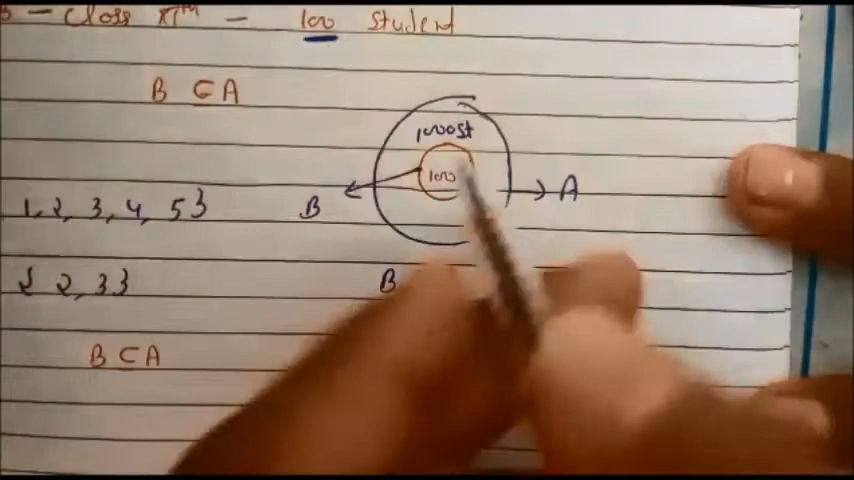 B - Class XIth - 100 Student
B ⊂ A
1000st
100
B
A
1, 2, 3, 4, 5}
{ 2, 3}
B
B ⊂ A